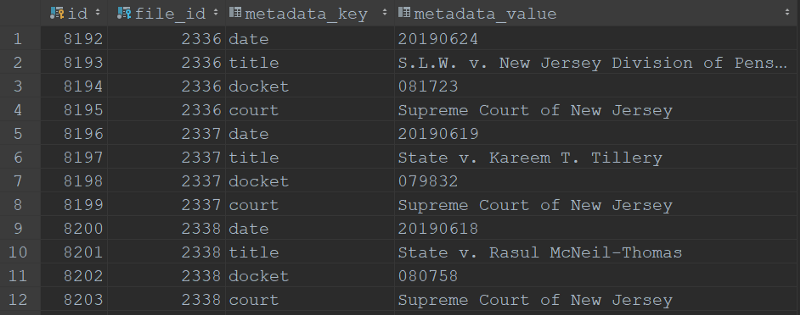 id file_id metadata_key metadata_value
1 8192 2336 date 20190624
2 8193 2336 title S.L.W. v. New Jersey Division of Pens…
3 8194 2336 docket 081723
4 8195 2336 court Supreme Court of New Jersey
5 8196 2337 date 20190619
6 8197 2337 title State v. Kareem T. Tillery
7 8198 2337 docket 079832
8 8199 2337 court Supreme Court of New Jersey
9 8200 2338 date 20190618
10 8201 2338 title State v. Rasul McNeil-Thomas
11 8202 2338 docket 080758
12 8203 2338 court Supreme Court of New Jersey